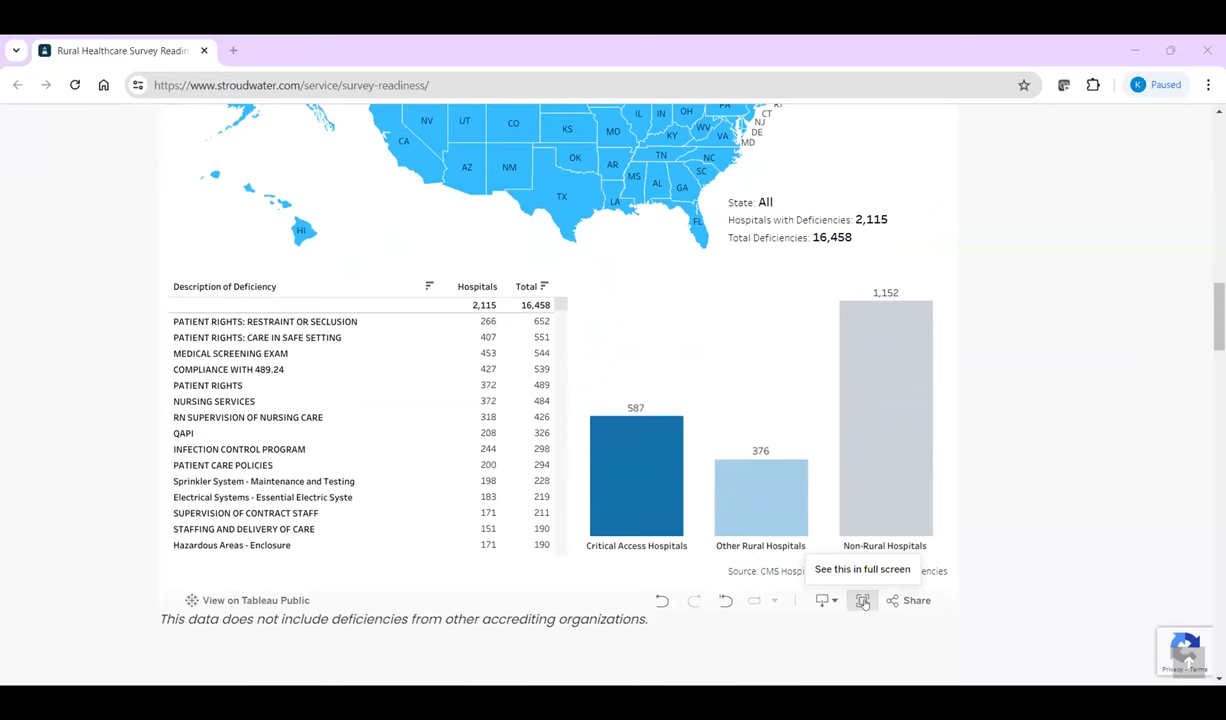 Rural Healthcare Survey Readin
https://www.stroudwater.com/service/survey-readiness/
K Paused
IL IN OH PA RI
NV UT CO KS MO KY WV VA CT
NJ
DE
MD
CA AZ NM OK AR TN NC
SC
MS AL GA
TX LA FL
HI
State: All
Hospitals with Deficiencies: 2,115
Total Deficiencies: 16,458
Description of Deficiency Hospitals Total
2,115 16,458
PATIENT RIGHTS: RESTRAINT OR SECLUSION 266 652
PATIENT RIGHTS: CARE IN SAFE SETTING 407 551
MEDICAL SCREENING EXAM 453 544
COMPLIANCE WITH 489.24 427 539
PATIENT RIGHTS 372 489
NURSING SERVICES 372 484
RN SUPERVISION OF NURSING CARE 318 426
QAPI 208 326
INFECTION CONTROL PROGRAM 244 298
PATIENT CARE POLICIES 200 294
Sprinkler System - Maintenance and Testing 198 228
Electrical Systems - Essential Electric Syste 183 219
SUPERVISION OF CONTRACT STAFF 171 211
STAFFING AND DELIVERY OF CARE 151 190
Hazardous Areas - Enclosure 171 190
1,152
587
376
Critical Access Hospitals Other Rural Hospitals Non-Rural Hospitals
See this in full screen
Source: CMS Hospi encies
View on Tableau Public
Share
This data does not include deficiencies from other accrediting organizations.
Privacy - Terms